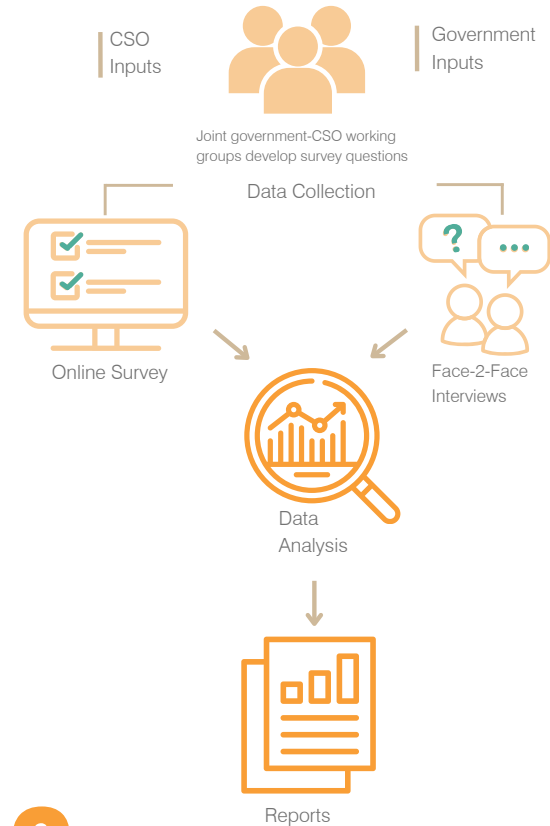 CSO
Inputs
Government
Inputs
Joint government-CSO working
groups develop survey questions
Data Collection
?
Online Survey
Face-2-Face
Interviews
Data
Analysis
Reports